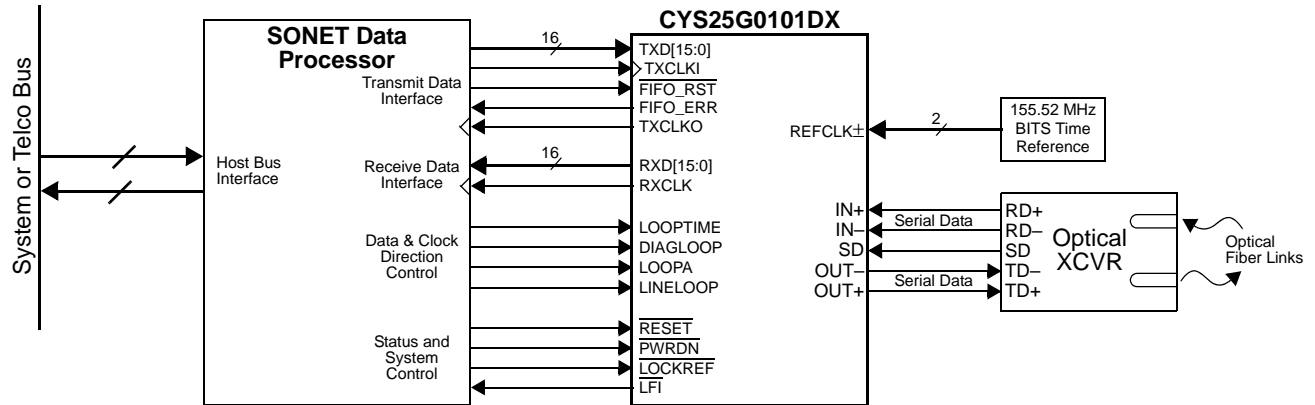 System or Telco Bus
SONET Data
Processor
Transmit Data
Interface
Host Bus
Interface
Receive Data
Interface
Data & Clock
Direction
Control
Status and
System
Control
16
16
CYS25G0101DX
TXD[15:0]
TXCLKI
FIFO_RST
FIFO_ERR
TXCLKO
RXD[15:0]
RXCLK
LOOPTIME
DIAGLOOP
LOOPA
LINELOOP
RESET
PWRDN
LOCKREF
LFI
REFCLK±
IN+
IN–
SD
OUT–
OUT+
2
155.52 MHz
BITS Time
Reference
Serial Data
Serial Data
RD+
RD–
SD
TD–
TD+
Optical
XCVR
Optical
Fiber Links